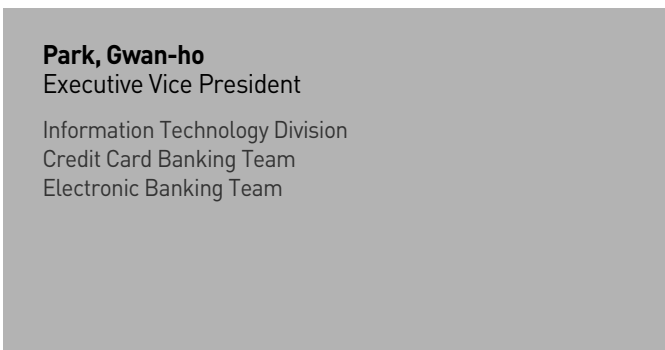 Park, Gwan-ho
Executive Vice President
Information Technology Division
Credit Card Banking Team
Electronic Banking Team